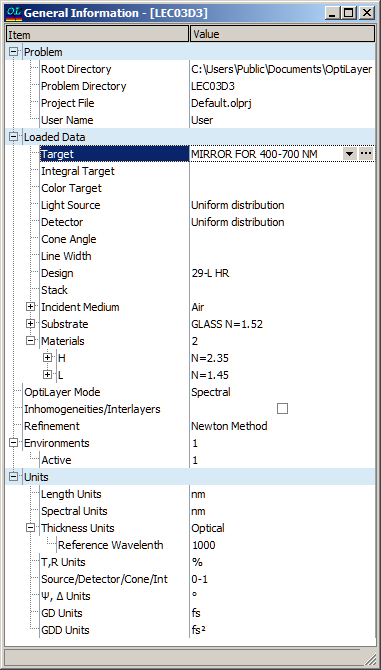 OL General Information - [LEC03D3]
Item Value
Problem
Root Directory C:\Users\Public\Documents\OptiLayer
Problem Directory LEC03D3
Project File Default.olprj
User Name User
Loaded Data
Target MIRROR FOR 400-700 NM
Integral Target
Color Target
Light Source Uniform distribution
Detector Uniform distribution
Cone Angle
Line Width
Design 29-L HR
Stack
Incident Medium Air
Substrate GLASS N=1.52
Materials 2
H N=2.35
L N=1.45
OptiLayer Mode Spectral
Inhomogeneities/Interlayers
Refinement Newton Method
Environments 1
Active 1
Units
Length Units nm
Spectral Units nm
Thickness Units Optical
Reference Wavelenth 1000
T,R Units %
Source/Detector/Cone/Int 0-1
Ψ, Δ Units °
GD Units fs
GDD Units fs²